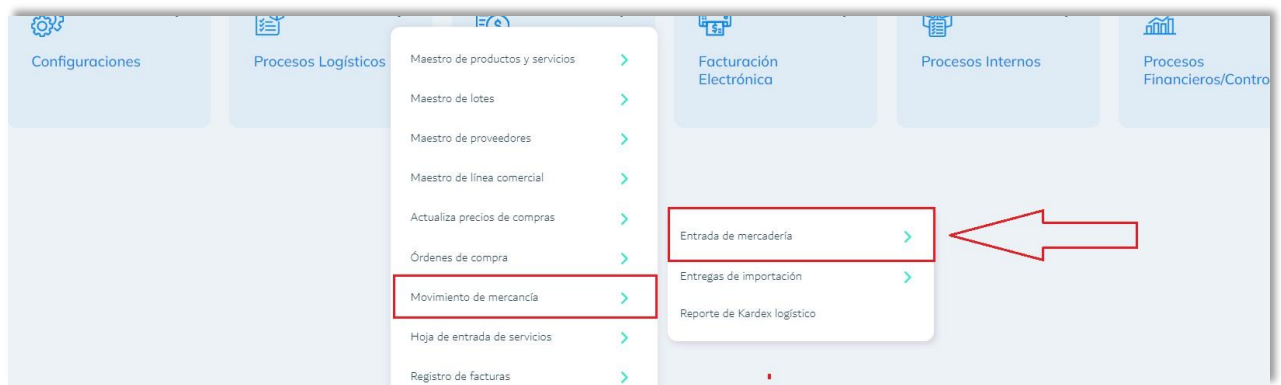 Configuraciones
Procesos Logísticos
Maestro de productos y servicios
Maestro de lotes
Maestro de proveedores
Maestro de línea comercial
Actualiza precios de compras
Órdenes de compra
Movimiento de mercancía
Hoja de entrada de servicios
Registro de facturas
Entrada de mercadería
Entregas de importación
Reporte de Kardex logístico
Facturación
Electrónica
Procesos Internos
Procesos
Financieros/Contro